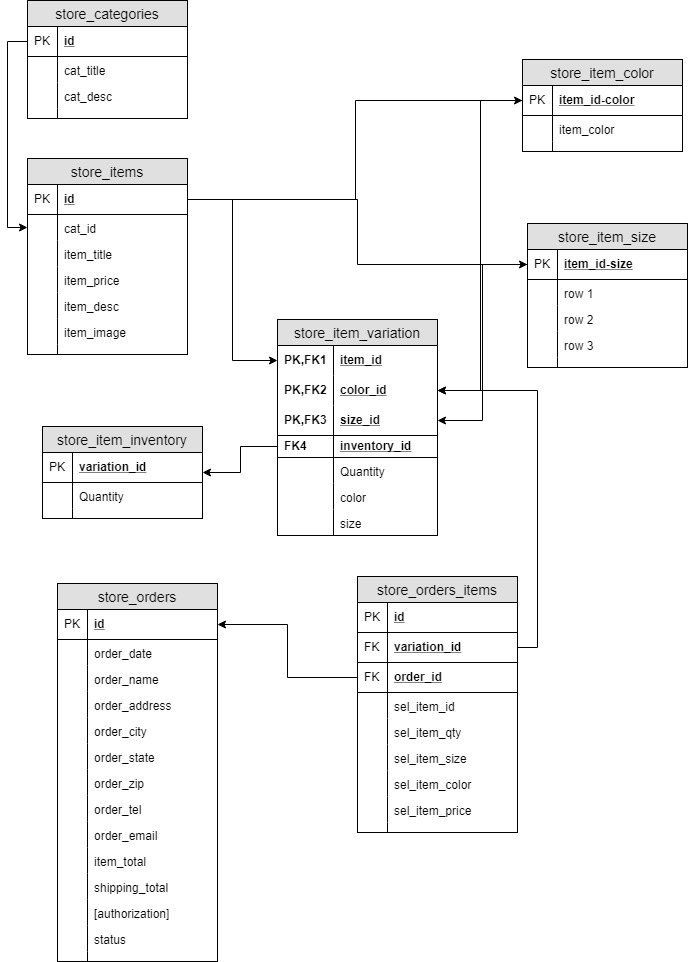 store_categories
PK id
cat_title
cat_desc
store_item_color
PK item_id-color
item_color
store_items
PK id
cat_id
item_title
item_price
item_desc
item_image
store_item_size
PK item_id-size
row 1
row 2
row 3
store_item_variation
PK,FK1 item_id
PK,FK2 color_id
PK,FK3 size_id
FK4 inventory_id
Quantity
color
size
store_item_inventory
PK variation_id
Quantity
store_orders
PK id
order_date
order_name
order_address
order_city
order_state
order_zip
order_tel
order_email
item_total
shipping_total
[authorization]
status
store_orders_items
PK id
FK variation_id
FK order_id
sel_item_id
sel_item_qty
sel_item_size
sel_item_color
sel_item_price